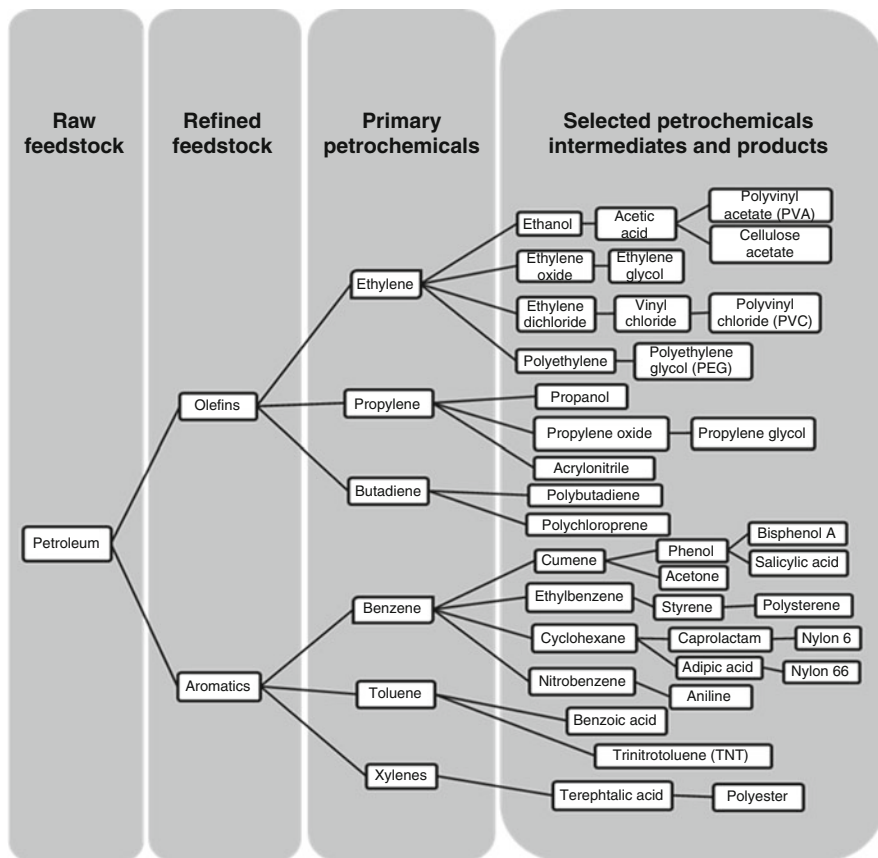 Raw
feedstock
Refined
feedstock
Primary
petrochemicals
Selected petrochemicals
intermediates and products
Petroleum
Olefins
Aromatics
Ethylene
Propylene
Butadiene
Benzene
Toluene
Xylenes
Ethanol
Acetic
acid
Polyvinyl
acetate (PVA)
Cellulose
acetate
Ethylene
oxide
Ethylene
glycol
Ethylene
dichloride
Vinyl
chloride
Polyvinyl
chloride (PVC)
Polyethylene
Polyethylene
glycol (PEG)
Propanol
Propylene oxide
Propylene glycol
Acrylonitrile
Polybutadiene
Polychloroprene
Cumene
Phenol
Bisphenol A
Salicylic acid
Acetone
Ethylbenzene
Styrene
Polysterene
Cyclohexane
Caprolactam
Nylon 6
Adipic acid
Nylon 66
Nitrobenzene
Aniline
Benzoic acid
Trinitrotoluene (TNT)
Terephtalic acid
Polyester